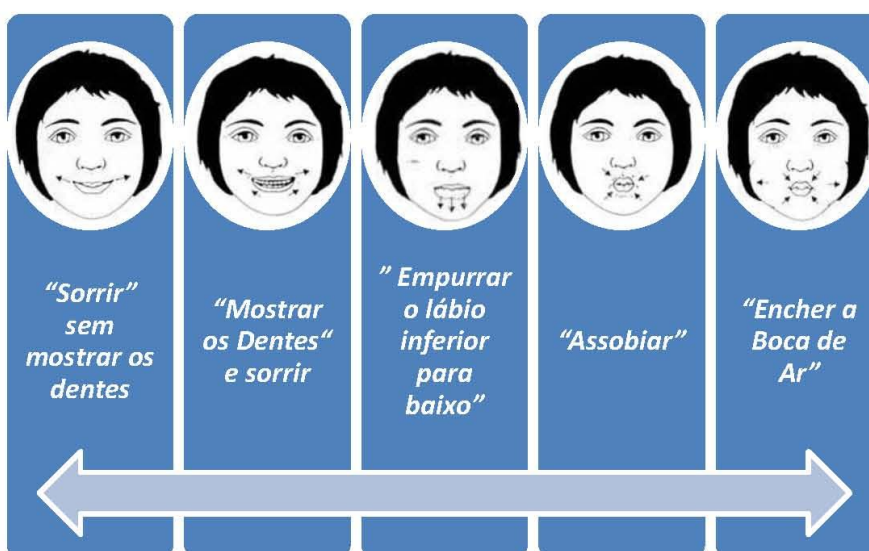 “Sorrir”
sem
mostrar os
dentes
“Mostrar
os Dentes“
e sorrir
” Empurrar
o lábio
inferior
para
baixo”
“Assobiar”
“Encher a
Boca de
Ar”